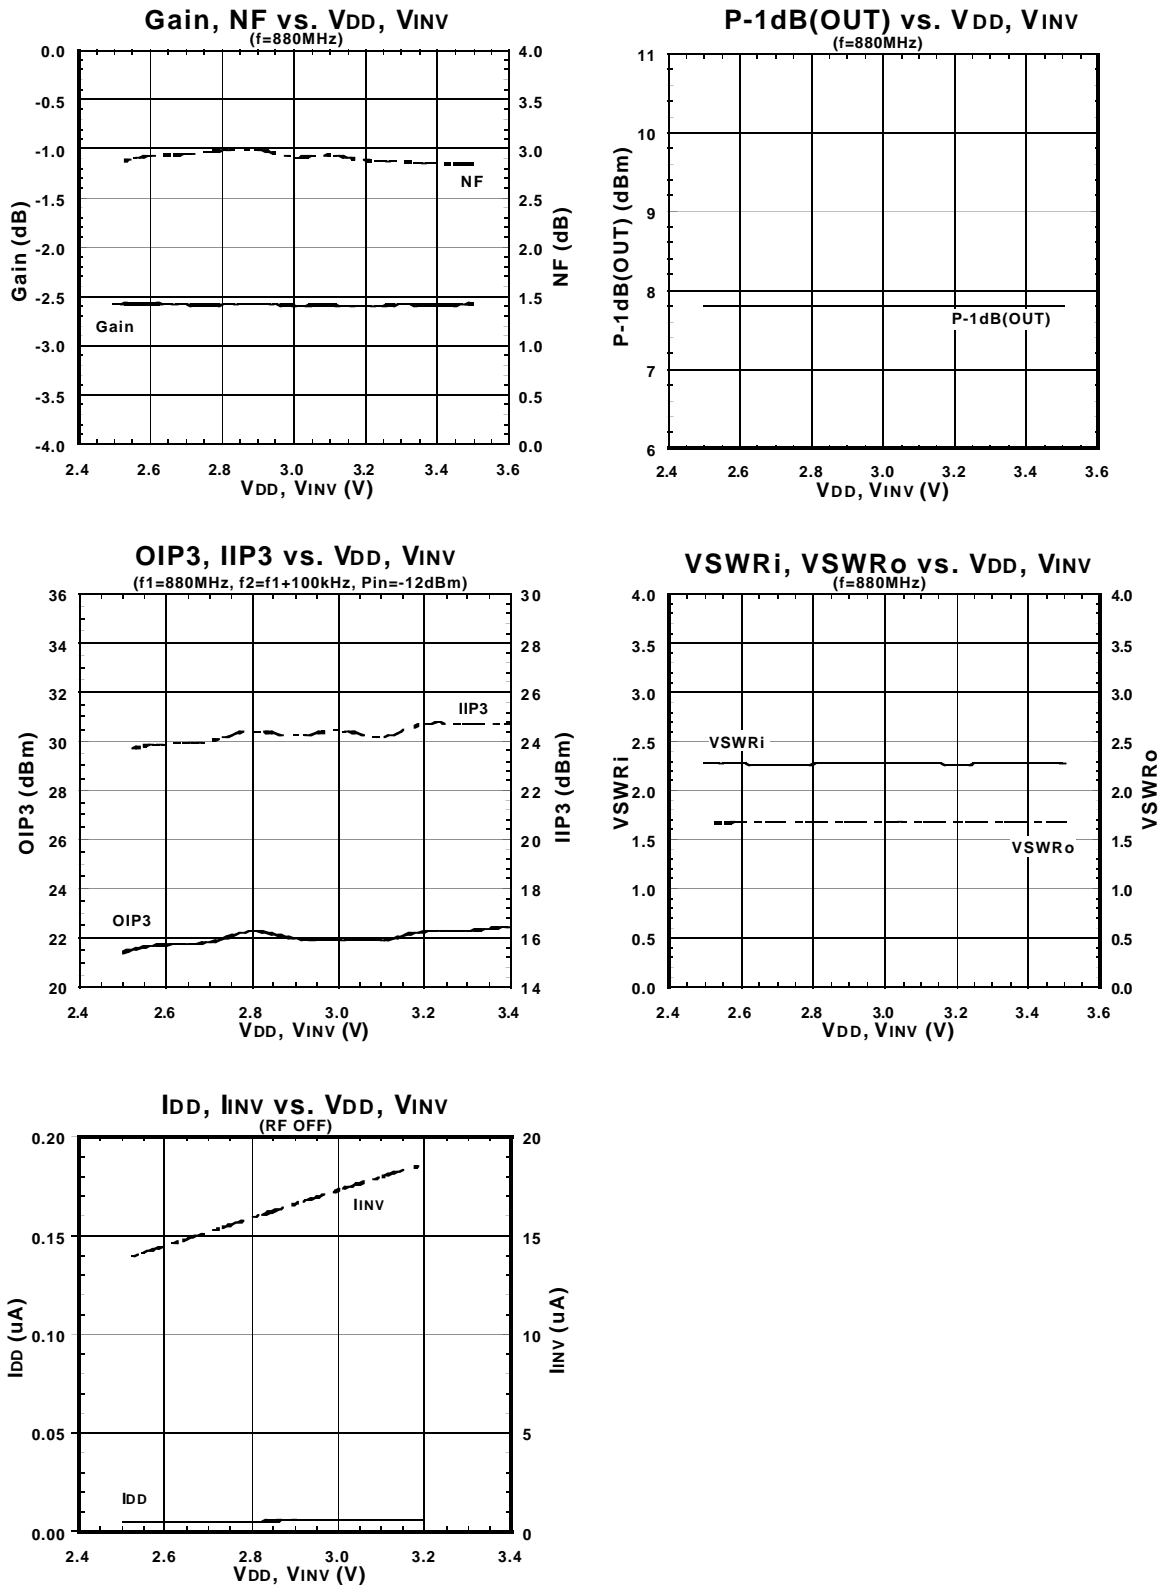 Gain, NF vs. VDD, VINV
(f=880MHz)
0.0
-0.5
-1.0
-1.5
-2.0
-2.5
-3.0
-3.5
-4.0
Gain (dB)
4.0
3.5
3.0
2.5
2.0
1.5
1.0
0.5
0.0
NF (dB)
NF
Gain
2.4 2.6 2.8 3.0 3.2 3.4 3.6
VDD, VINV (V)
P-1dB(OUT) vs. VDD, VINV
(f=880MHz)
11
10
9
8
7
6
P-1dB(OUT) (dBm)
P-1dB(OUT)
2.4 2.6 2.8 3.0 3.2 3.4 3.6
VDD, VINV (V)
OIP3, IIP3 vs. VDD, VINV
(f1=880MHz, f2=f1+100kHz, Pin=-12dBm)
36
34
32
30
28
26
24
22
20
OIP3 (dBm)
30
28
26
24
22
20
18
16
14
IIP3 (dBm)
IIP3
OIP3
2.4 2.6 2.8 3.0 3.2 3.4
VDD, VINV (V)
VSWRi, VSWRo vs. VDD, VINV
(f=880MHz)
4.0
3.5
3.0
2.5
2.0
1.5
1.0
0.5
0.0
VSWRi
4.0
3.5
3.0
2.5
2.0
1.5
1.0
0.5
0.0
VSWRo
VSWRi
VSWRo
2.4 2.6 2.8 3.0 3.2 3.4 3.6
VDD, VINV (V)
IDD, IINV vs. VDD, VINV
(RF OFF)
0.20
0.15
0.10
0.05
0.00
IDD (uA)
20
15
10
5
0
IINV (uA)
IINV
IDD
2.4 2.6 2.8 3.0 3.2 3.4
VDD, VINV (V)